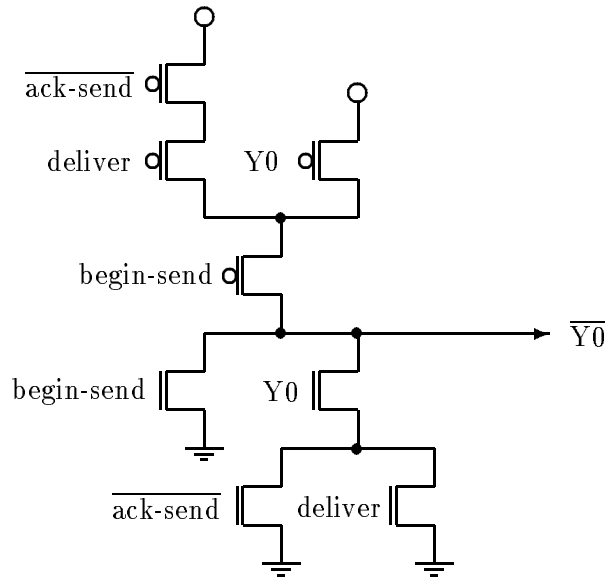 ack-send
deliver
Y0
begin-send
Y0
begin-send
Y0
ack-send
deliver